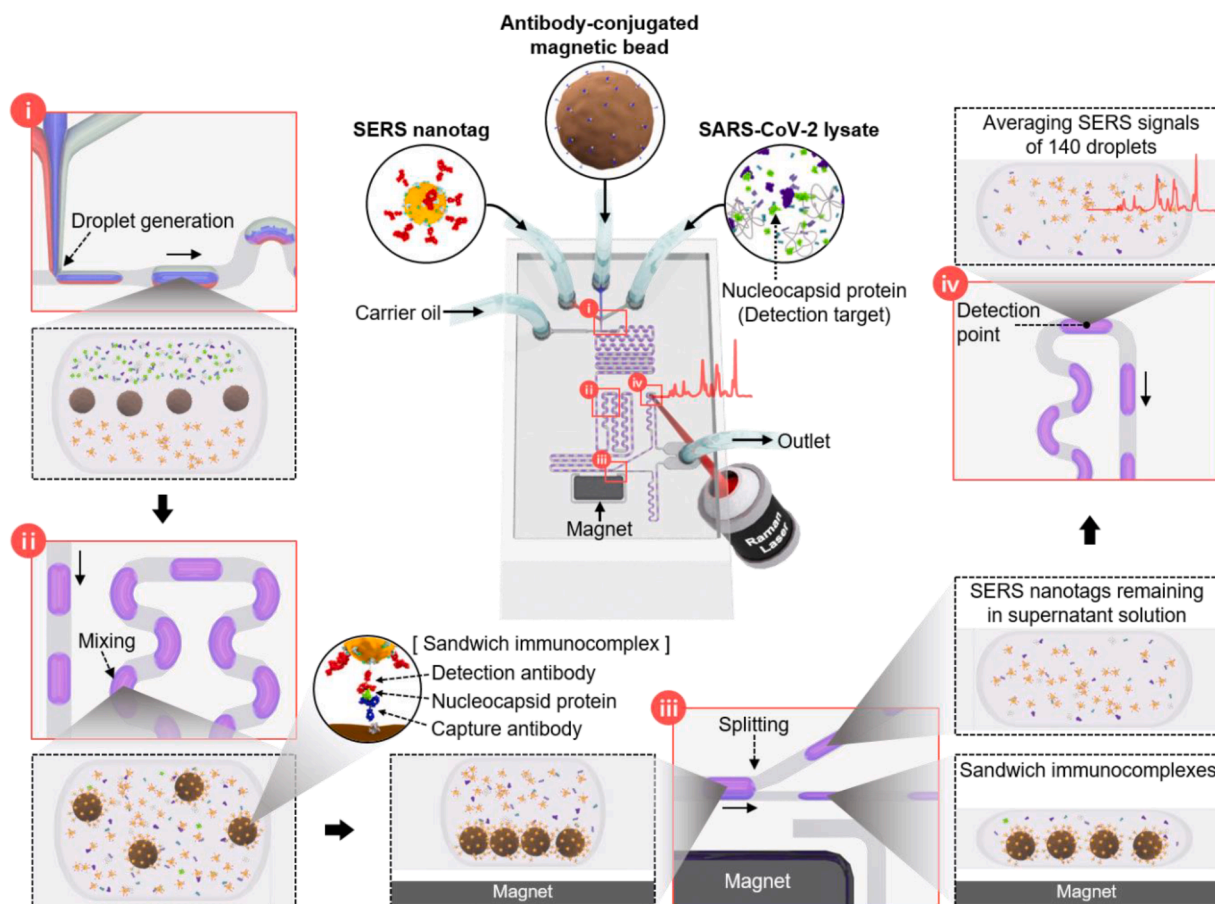 Antibody-conjugated
magnetic bead
SERS nanotag
SARS-CoV-2 lysate
Carrier oil
Nucleocapsid protein
(Detection target)
i
ii
iii
iv
Outlet
Magnet
Raman
Laser
i
Droplet generation
ii
Mixing
[ Sandwich immunocomplex ]
Detection antibody
Nucleocapsid protein
Capture antibody
Magnet
iii
Splitting
Magnet
SERS nanotags remaining
in supernatant solution
Sandwich immunocomplexes
Magnet
iv
Detection
point
Averaging SERS signals
of 140 droplets